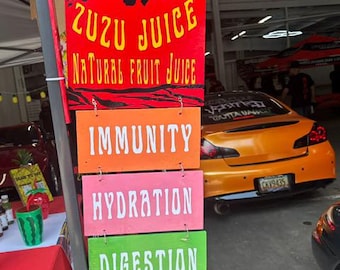 ZUZU JUICE
NATURAL FRUIT JUICE
IMMUNITY
HYDRATION
DIGESTION